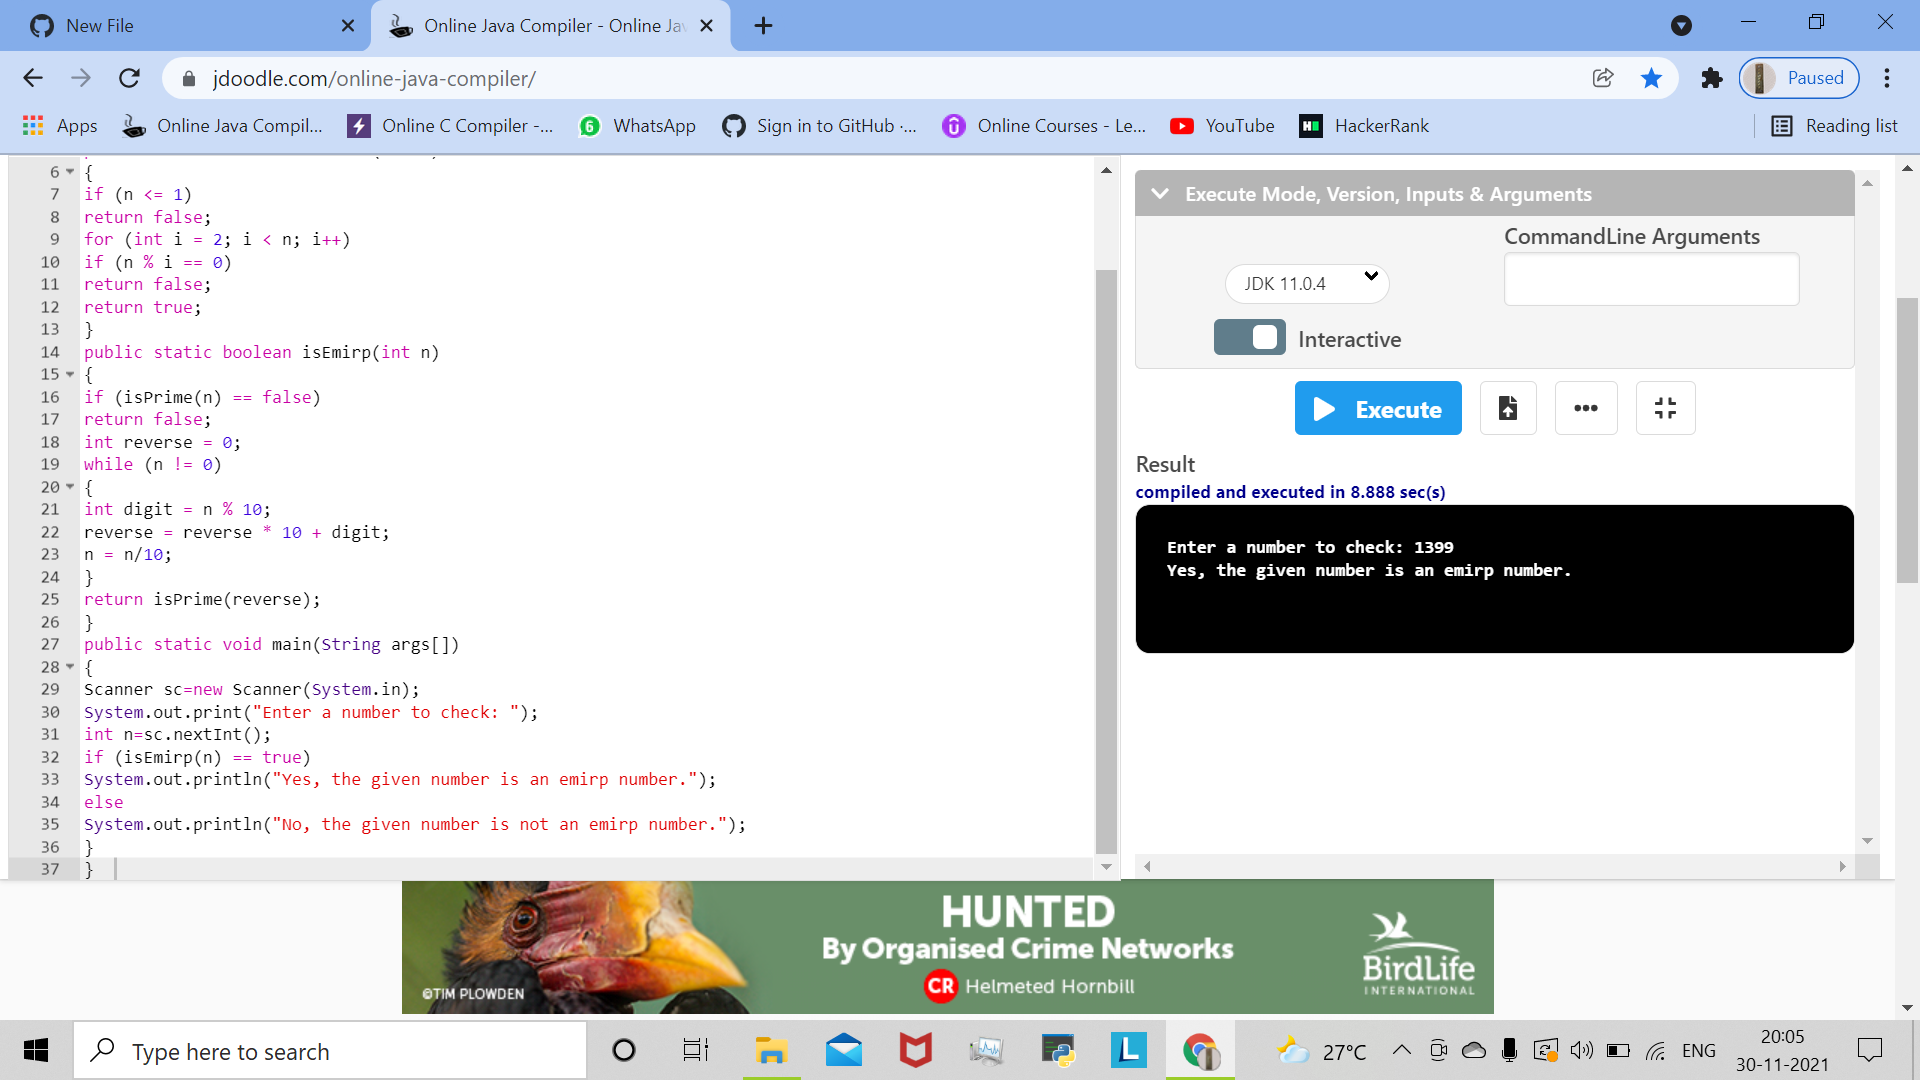 New File
Online Java Compiler - Online Jav
jdoodle.com/online-java-compiler/
Paused
Apps
Online Java Compil...
Online C Compiler -...
WhatsApp
Sign in to GitHub ·...
Online Courses - Le...
YouTube
HackerRank
Reading list
6 {
7 if (n <= 1)
8 return false;
9 for (int i = 2; i < n; i++)
10 if (n % i == 0)
11 return false;
12 return true;
13 }
14 public static boolean isEmirp(int n)
15 {
16 if (isPrime(n) == false)
17 return false;
18 int reverse = 0;
19 while (n != 0)
20 {
21 int digit = n % 10;
22 reverse = reverse * 10 + digit;
23 n = n/10;
24 }
25 return isPrime(reverse);
26 }
27 public static void main(String args[])
28 {
29 Scanner sc=new Scanner(System.in);
30 System.out.print("Enter a number to check: ");
31 int n=sc.nextInt();
32 if (isEmirp(n) == true)
33 System.out.println("Yes, the given number is an emirp number.");
34 else
35 System.out.println("No, the given number is not an emirp number.");
36 }
37 }
Execute Mode, Version, Inputs & Arguments
CommandLine Arguments
JDK 11.0.4
Interactive
Execute
Result
compiled and executed in 8.888 sec(s)
Enter a number to check: 1399
Yes, the given number is an emirp number.
HUNTED
By Organised Crime Networks
CR Helmeted Hornbill
©TIM PLOWDEN
BirdLife
INTERNATIONAL
Type here to search
27°C
ENG
20:05
30-11-2021